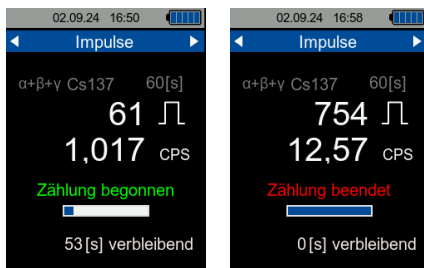 02.09.24 16:50
Impulse
α+β+γ Cs137 60[s]
61
1,017 CPS
Zählung begonnen
53[s] verbleibend
02.09.24 16:58
Impulse
α+β+γ Cs137 60[s]
754
12,57 CPS
Zählung beendet
0[s] verbleibend